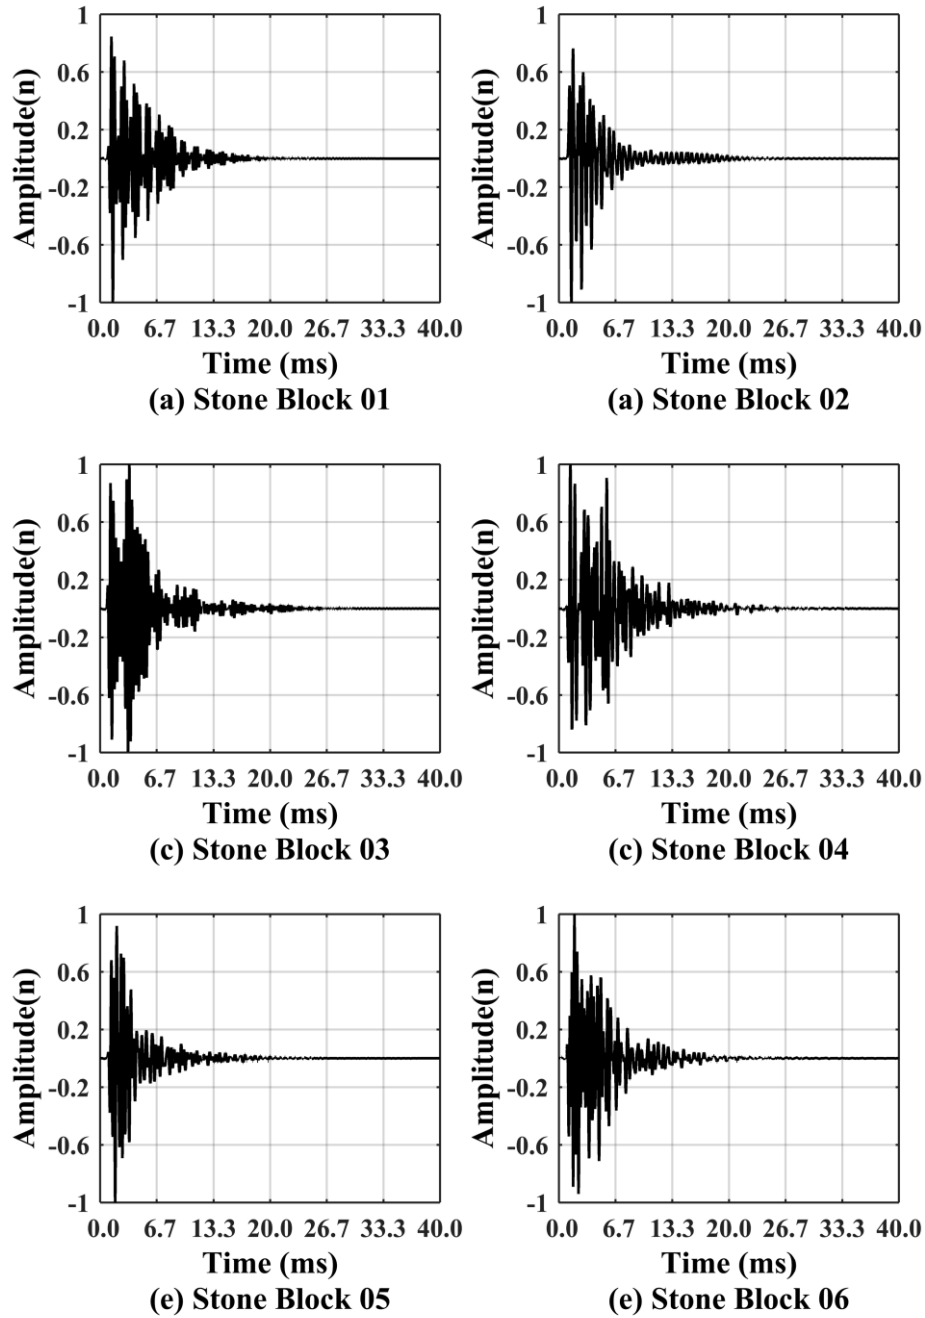 1
0.6
0.2
-0.2
-0.6
-1
Amplitude(n)
0.0 6.7 13.3 20.0 26.7 33.3 40.0
Time (ms)
(a) Stone Block 01
1
0.6
0.2
-0.2
-0.6
-1
Amplitude(n)
0.0 6.7 13.3 20.0 26.7 33.3 40.0
Time (ms)
(a) Stone Block 02
1
0.6
0.2
-0.2
-0.6
-1
Amplitude(n)
0.0 6.7 13.3 20.0 26.7 33.3 40.0
Time (ms)
(c) Stone Block 03
1
0.6
0.2
-0.2
-0.6
-1
Amplitude(n)
0.0 6.7 13.3 20.0 26.7 33.3 40.0
Time (ms)
(c) Stone Block 04
1
0.6
0.2
-0.2
-0.6
-1
Amplitude(n)
0.0 6.7 13.3 20.0 26.7 33.3 40.0
Time (ms)
(e) Stone Block 05
1
0.6
0.2
-0.2
-0.6
-1
Amplitude(n)
0.0 6.7 13.3 20.0 26.7 33.3 40.0
Time (ms)
(e) Stone Block 06